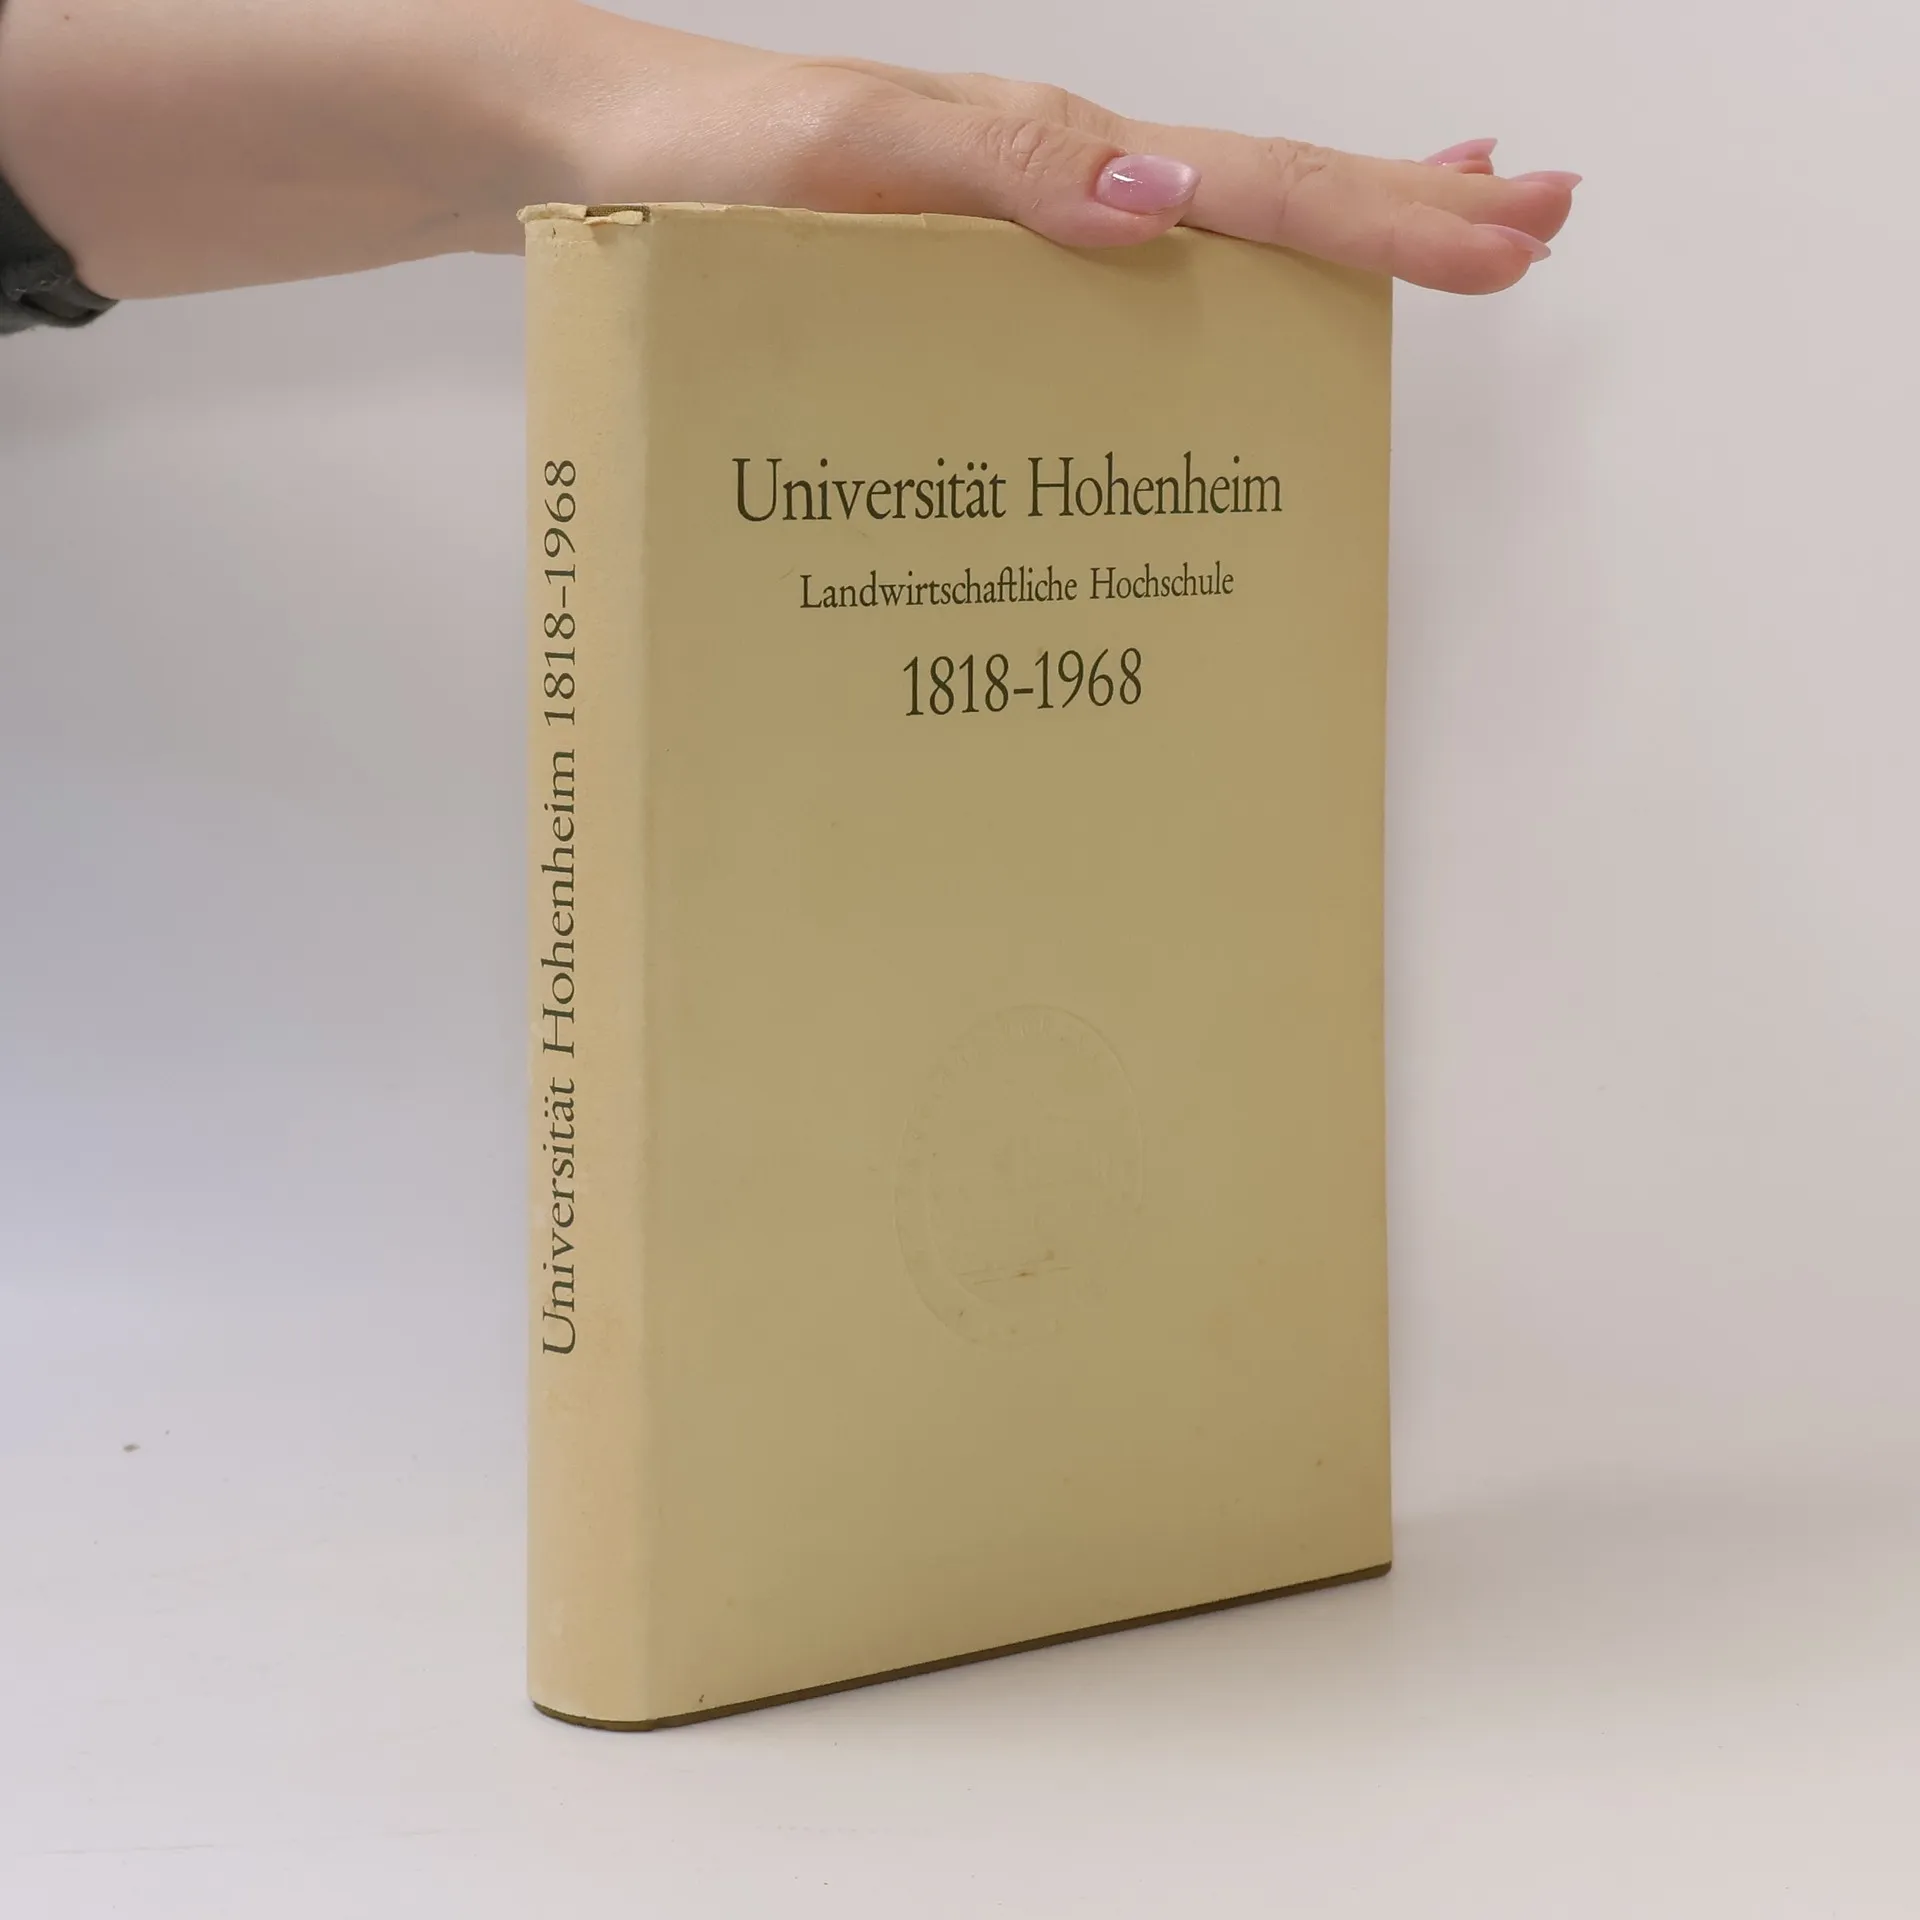 Universität Hohenheim 1818–1968
Universität Hohenheim
Landwirtschaftliche Hochschule
1818–1968